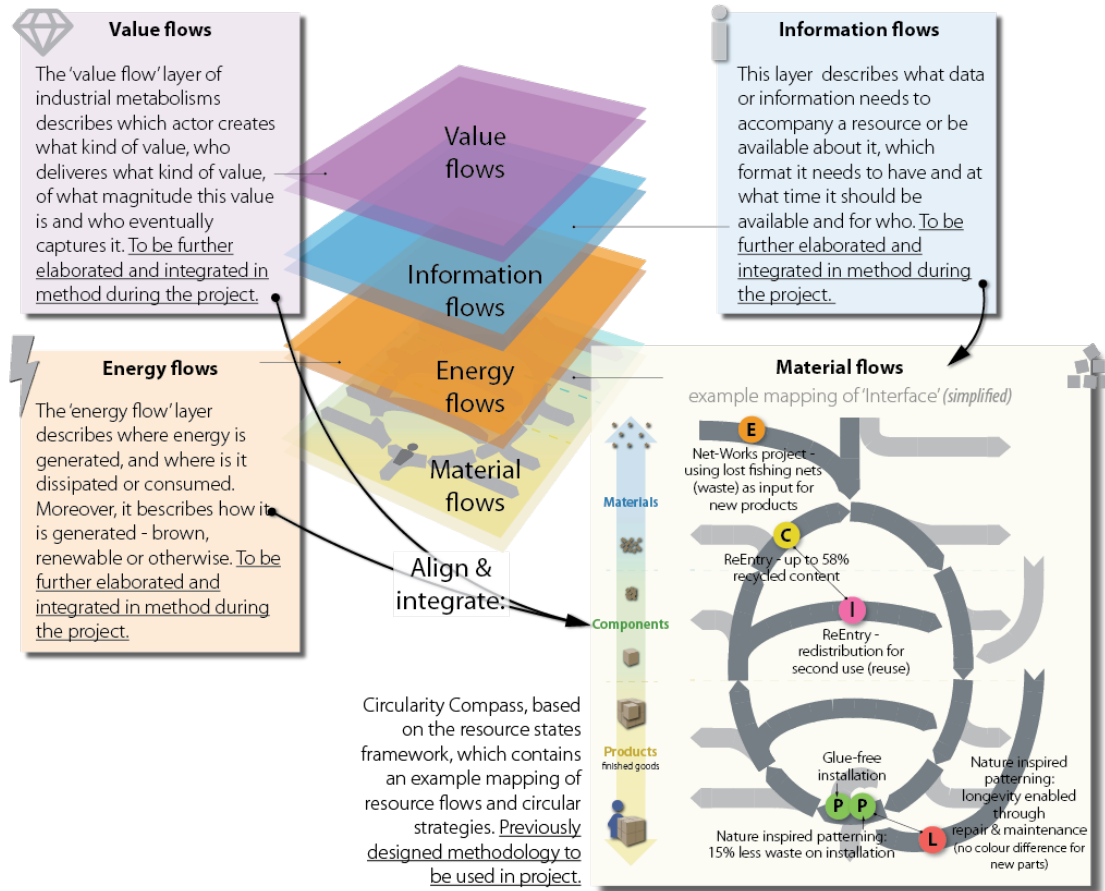 Value flows
The 'value flow' layer of
industrial metabolisms
describes which actor creates
what kind of value, who
deliveres what kind of value,
of what magnitude this value
is and who eventually
captures it. To be further
elaborated and integrated in
method during the project.
Information flows
This layer describes what data
or information needs to
accompany a resource or be
available about it, which
format it needs to have and at
what time it should be
available and for who. To be
further elaborated and
integrated in method during
the project.
Value
flows
Information
flows
Energy
flows
Material
flows
Energy flows
The 'energy flow' layer
describes where energy is
generated, and where is it
dissipated or consumed.
Moreover, it bescribes how it
is generated - brown,
renewable or otherwise. To be
further elaborated and
integrated in method during
the project.
Align &
integrate:
Circularity Compass, based
on the resource states
framework, which contains
an example mapping of
resource flows and circular
strategies. Previously
designed methodology to
be used in project.
Material flows
example mapping of 'Interface' (simplified)
Materials
Components
Products
finished goods
E
Net-Works project -
using lost fishing nets
(waste) as input for
new products
C
ReEntry - up to 58%
recycled content
I
ReEntry -
redistribution for
second use (reuse)
Glue-free
installation
P P
Nature inspired patterning:
15% less waste on installation
L
Nature inspired
patterning:
longevity enabled
through
repair & maintenance
(no colour difference for
new parts)